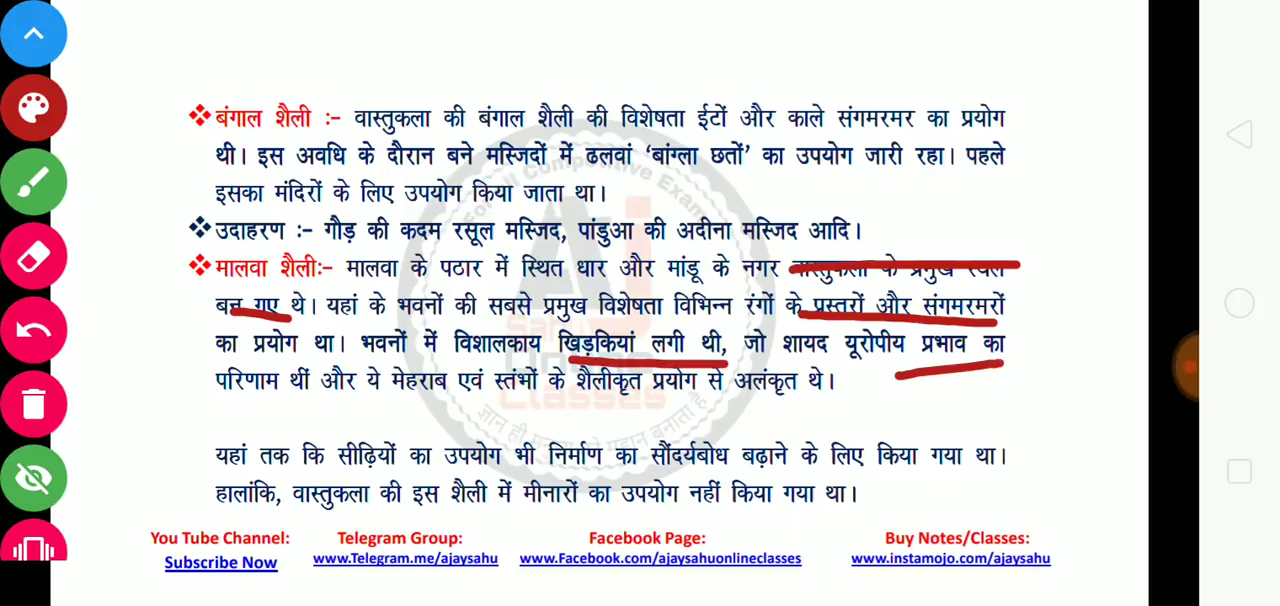 ❖ बंगाल शैली :- वास्तुकला की बंगाल शैली की विशेषता ईटों और काले संगमरमर का प्रयोग
थी। इस अवधि के दौरान बने मस्जिदों में ढलवां ‘बांग्ला छतों’ का उपयोग जारी रहा। पहले
इसका मंदिरों के लिए उपयोग किया जाता था।
❖ उदाहरण :- गौड़ की कदम रसूल मस्जिद, पांडुआ की अदीना मस्जिद आदि।
❖ मालवा शैली:- मालवा के पठार में स्थित धार और मांडू के नगर वास्तुकला के प्रमुख स्थल
बन गए थे। यहां के भवनों की सबसे प्रमुख विशेषता विभिन्न रंगों के प्रस्तरों और संगमरमरों
का प्रयोग था। भवनों में विशालकाय खिड़कियां लगी थी, जो शायद यूरोपीय प्रभाव का
परिणाम थीं और ये मेहराब एवं स्तंभों के शैलीकृत प्रयोग से अलंकृत थे।
यहां तक कि सीढ़ियों का उपयोग भी निर्माण का सौंदर्यबोध बढ़ाने के लिए किया गया था।
हालांकि, वास्तुकला की इस शैली में मीनारों का उपयोग नहीं किया गया था।
You Tube Channel: Telegram Group: Facebook Page: Buy Notes/Classes:
Subscribe Now www.Telegram.me/ajaysahu www.Facebook.com/ajaysahuonlineclasses www.instamojo.com/ajaysahu